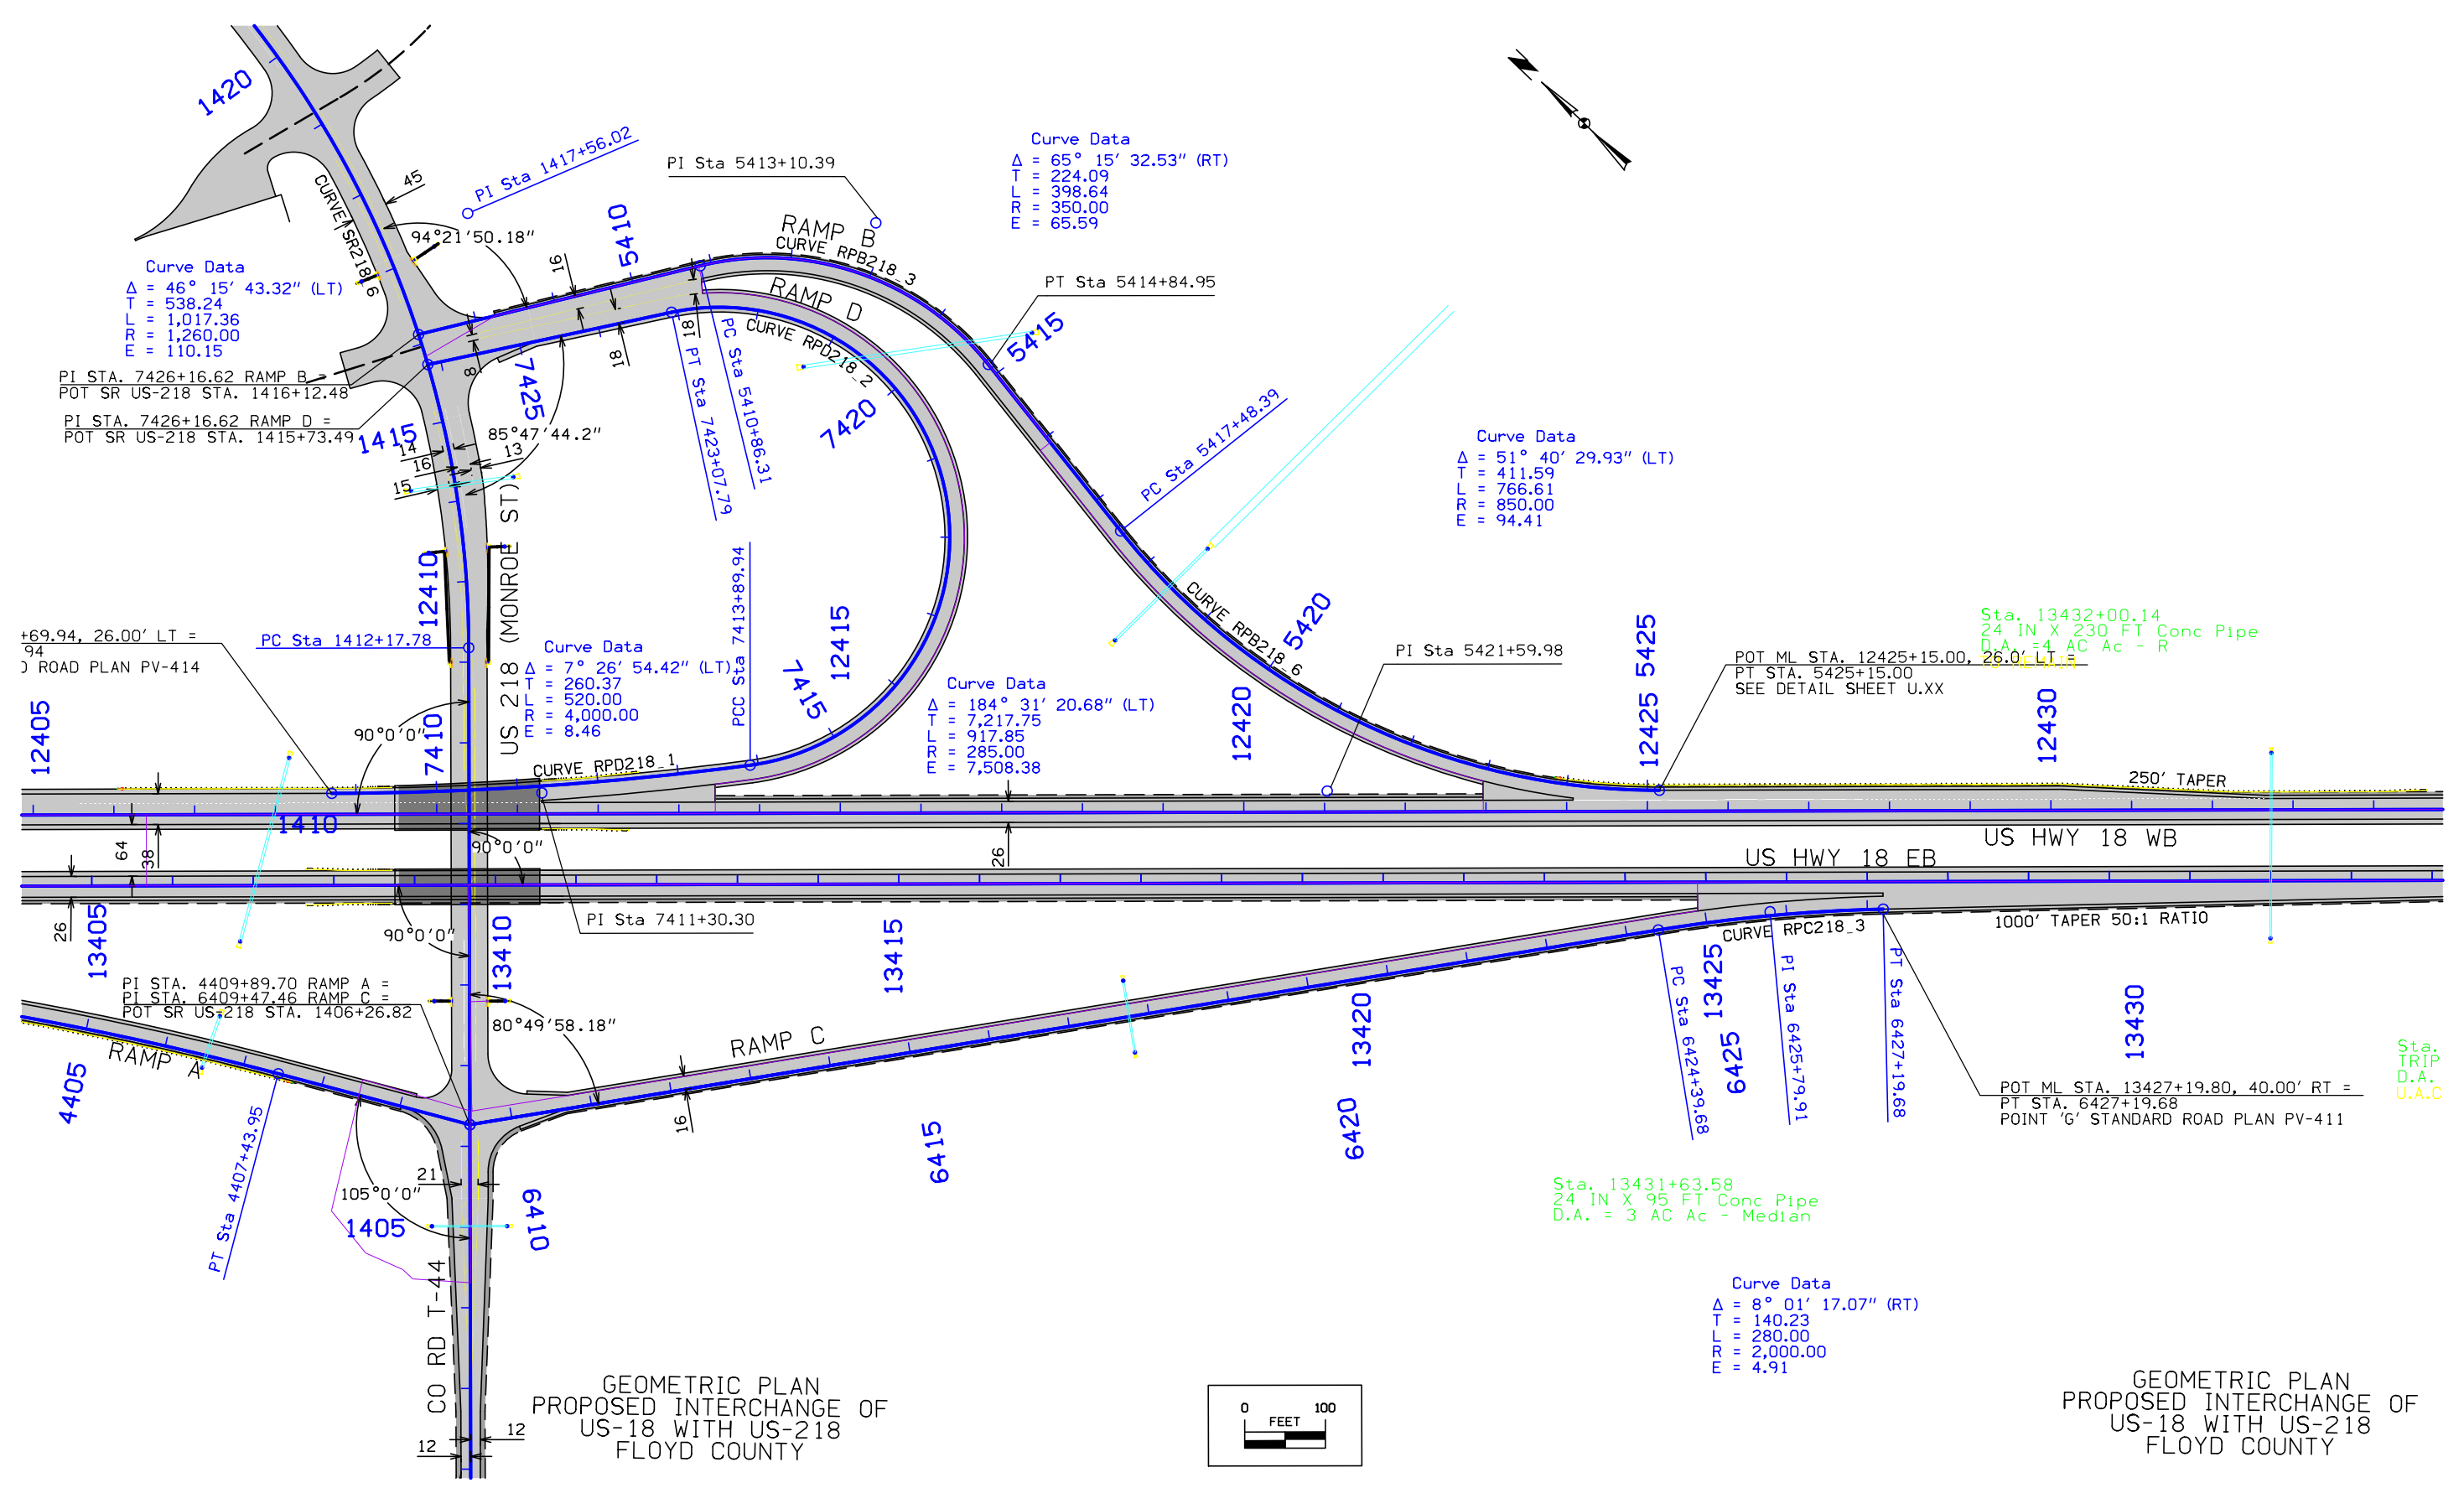 1420
PI Sta 1417+56.02
45
CURVE SR218_6
94°21'50.18"
PI Sta 5413+10.39
Curve Data
Δ = 65° 15' 32.53" (RT)
T = 224.09
L = 398.64
R = 350.00
E = 65.59
N
RAMP B
CURVE RPB218_3
5410
16
Curve Data
Δ = 46° 15' 43.32" (LT)
T = 538.24
L = 1,017.36
R = 1,260.00
E = 110.15
PT Sta 5414+84.95
RAMP D
CURVE RPD218_2
5415
18
18
8
PC Sta 5410+86.31
PT Sta 7423+07.79
PI STA. 7426+16.62 RAMP B =
POT SR US-218 STA. 1416+12.48
PI STA. 7426+16.62 RAMP D =
POT SR US-218 STA. 1415+73.49
7425
7420
1415
85°47'44.2"
14
16
13
15
PC Sta 5417+48.39
Curve Data
Δ = 51° 40' 29.93" (LT)
T = 411.59
L = 766.61
R = 850.00
E = 94.41
12410
US 218 (MONROE ST)
PCC Sta 7413+89.94
12415
CURVE RPB218_6
5420
12425 5425
+69.94, 26.00' LT =
94
ROAD PLAN PV-414
PC Sta 1412+17.78
Curve Data
Δ = 7° 26' 54.42" (LT)
T = 260.37
L = 520.00
R = 4,000.00
E = 8.46
7415
Curve Data
Δ = 184° 31' 20.68" (LT)
T = 7,217.75
L = 917.85
R = 285.00
E = 7,508.38
PI Sta 5421+59.98
Sta. 13432+00.14
24 IN X 230 FT Conc Pipe
D.A. =4 AC Ac - R
POT ML STA. 12425+15.00, 26.0' LT =
PT STA. 5425+15.00
SEE DETAIL SHEET U.XX
12405
7410
90°0'0"
12420
12430
CURVE RPD218_1
250' TAPER
1410
64
38
90°0'0"
26
US HWY 18 WB
US HWY 18 EB
26
13405
90°0'0"
13410
PI Sta 7411+30.30
13415
CURVE RPC218_3
1000' TAPER 50:1 RATIO
PI STA. 4409+89.70 RAMP A =
PI STA. 6409+47.46 RAMP C =
POT SR US-218 STA. 1406+26.82
80°49'58.18"
RAMP A
RAMP C
4405
16
13420
PC Sta 6424+39.68
13425
6425
PI Sta 6425+79.91
PT Sta 6427+19.68
13430
Sta.
TRIP
D.A.
U.A.C
POT ML STA. 13427+19.80, 40.00' RT =
PT STA. 6427+19.68
POINT 'G' STANDARD ROAD PLAN PV-411
PT Sta 4407+43.95
6415
6420
21
105°0'0"
1405
6410
Sta. 13431+63.58
24 IN X 95 FT Conc Pipe
D.A. = 3 AC Ac - Median
CO RD T-44
Curve Data
Δ = 8° 01' 17.07" (RT)
T = 140.23
L = 280.00
R = 2,000.00
E = 4.91
12
12
GEOMETRIC PLAN
PROPOSED INTERCHANGE OF
US-18 WITH US-218
FLOYD COUNTY
0 100
FEET
GEOMETRIC PLAN
PROPOSED INTERCHANGE OF
US-18 WITH US-218
FLOYD COUNTY